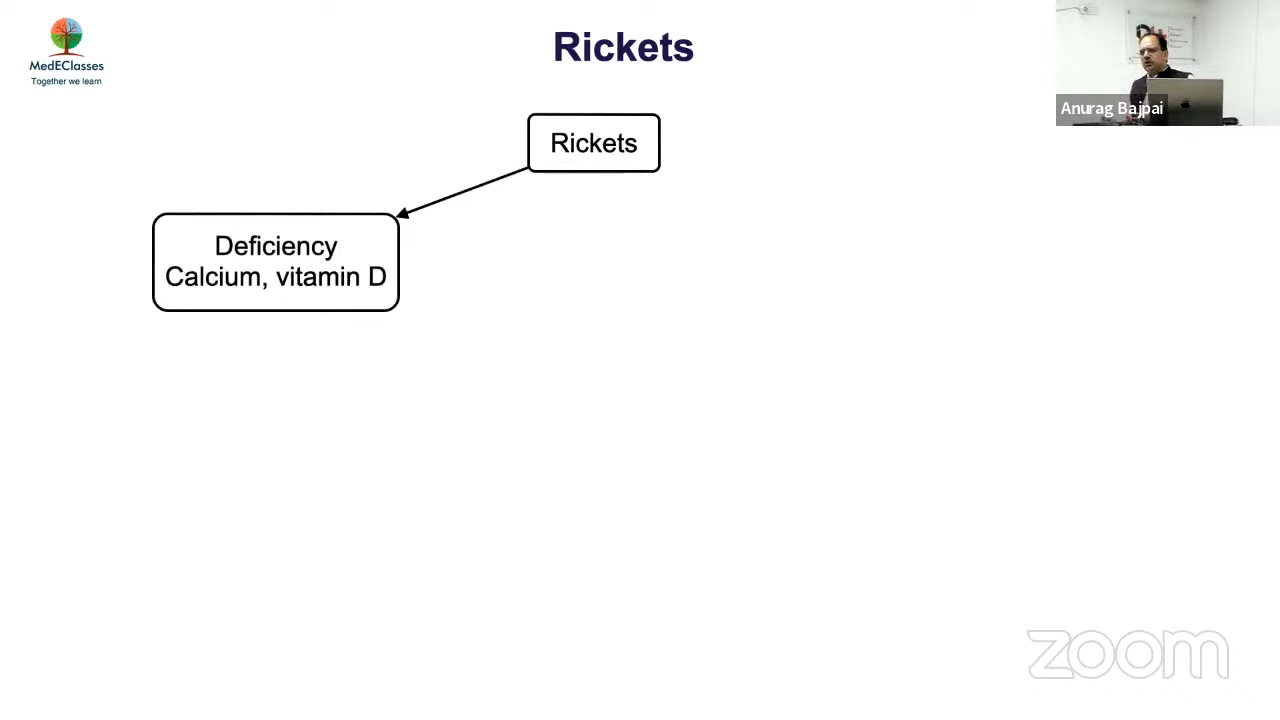 MedEClasses
Together we learn
Rickets
Rickets
Deficiency
Calcium, vitamin D
Anurag Bajpai
zoom